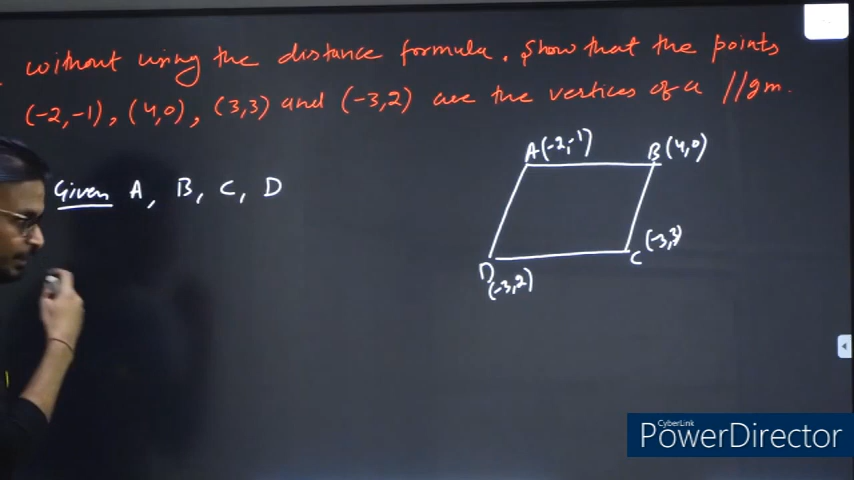 without using the distance formula. Show that the points
(-2,-1), (4,0), (3,3) and (-3,2) are the vertices of a //gm.
Given A, B, C, D
A(-2,-1) B(4,0)
C (-3,3)
D (-3,2)
CyberLink
PowerDirector